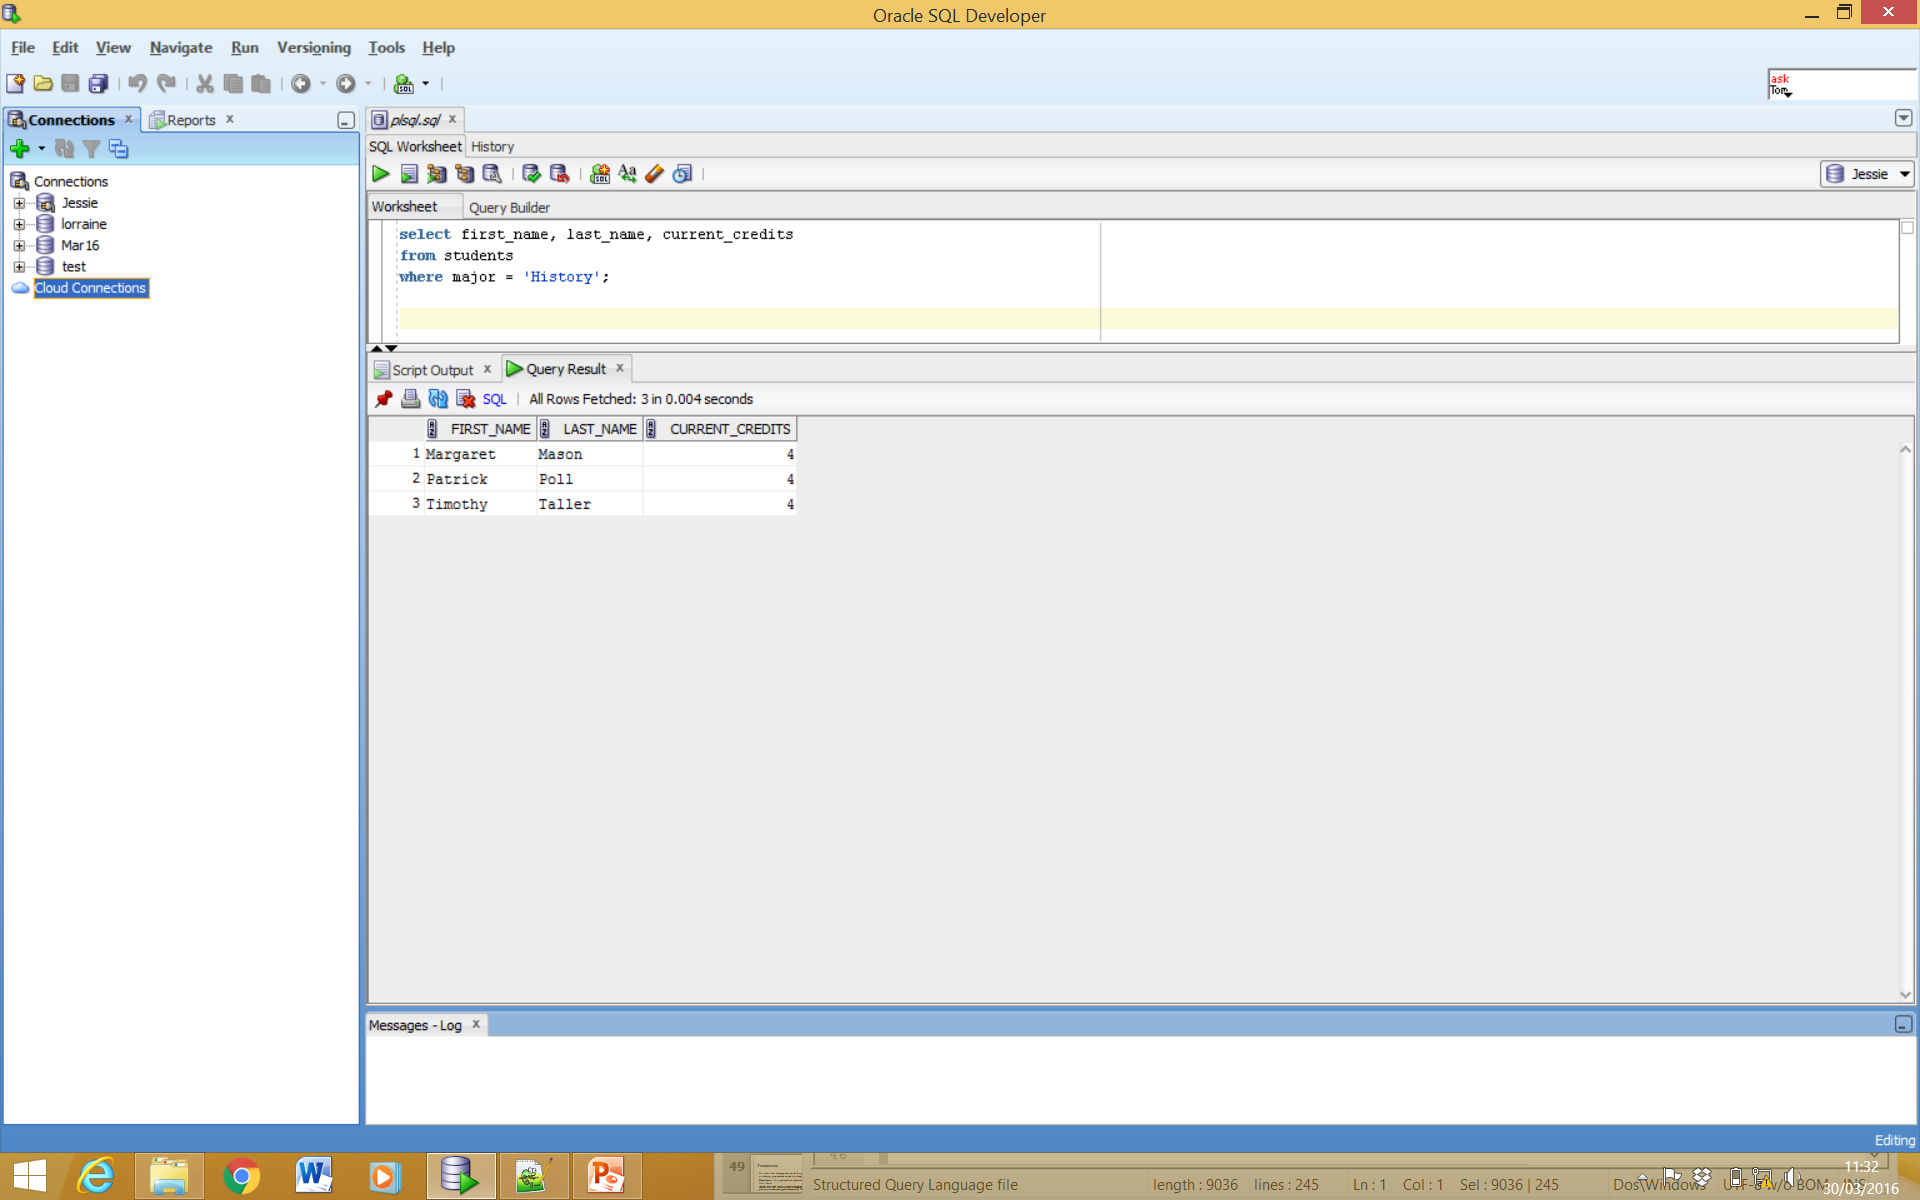 Oracle SQL Developer
File Edit View Navigate Run Versioning Tools Help
ask
Tom
Connections
Reports
plsql.sql
SQL Worksheet History
Jessie
Worksheet Query Builder
Connections
Jessie
lorraine
Mar16
test
Cloud Connections
select first_name, last_name, current_credits
from students
where major = 'History';
Script Output
Query Result
SQL All Rows Fetched: 3 in 0.004 seconds
FIRST_NAME LAST_NAME CURRENT_CREDITS
1 Margaret Mason 4
2 Patrick Poll 4
3 Timothy Taller 4
Messages - Log
Editing
49
Structured Query Language file length : 9036 lines : 245 Ln : 1 Col : 1 Sel : 9036 | 245 Dos\Windows
11:32
30/03/2016